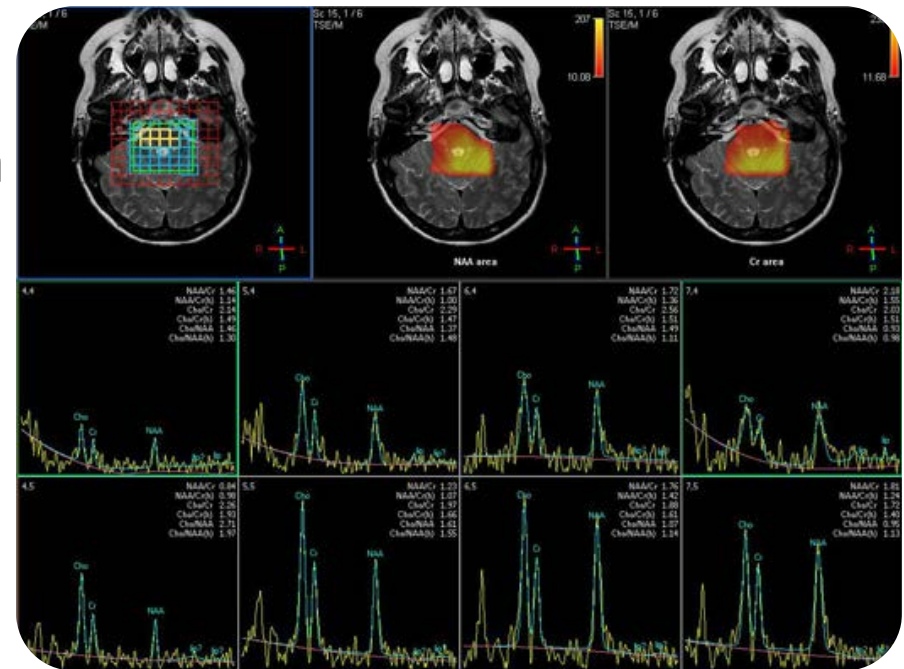 Sc 15, 1 / 6
TSE/M
Sc 15, 1 / 6
TSE/M
207
10.08
11.68
A
R
L
P
A
R
L
P
A
R
L
P
NAA area
Cr area
4,4
NAA/Cr 1.46
NAA/Cr(h) 1.14
Cho/Cr 2.14
Cho/Cr(h) 1.49
Cho/NAA 1.46
Cho/NAA(h) 1.30
Cho
Cr
NAA
5,4
NAA/Cr 1.67
NAA/Cr(h) 1.00
Cho/Cr 2.29
Cho/Cr(h) 1.47
Cho/NAA 1.37
Cho/NAA(h) 1.48
Cho
Cr
NAA
6,4
NAA/Cr 1.72
NAA/Cr(h) 1.36
Cho/Cr 2.56
Cho/Cr(h) 1.51
Cho/NAA 1.49
Cho/NAA(h) 1.11
Cho
Cr
NAA
7,4
NAA/Cr 2.18
NAA/Cr(h) 1.55
Cho/Cr 2.03
Cho/Cr(h) 1.51
Cho/NAA 0.93
Cho/NAA(h) 0.98
Cho
Cr
NAA
4,5
NAA/Cr 0.84
NAA/Cr(h) 0.98
Cho/Cr 2.26
Cho/Cr(h) 1.93
Cho/NAA 2.71
Cho/NAA(h) 1.97
Cho
Cr
NAA
5,5
NAA/Cr 1.23
NAA/Cr(h) 1.07
Cho/Cr 1.97
Cho/Cr(h) 1.66
Cho/NAA 1.61
Cho/NAA(h) 1.55
Cho
Cr
NAA
6,5
NAA/Cr 1.76
NAA/Cr(h) 1.42
Cho/Cr 1.88
Cho/Cr(h) 1.61
Cho/NAA 1.07
Cho/NAA(h) 1.14
Cho
Cr
NAA
7,5
NAA/Cr 1.81
NAA/Cr(h) 1.24
Cho/Cr 1.72
Cho/Cr(h) 1.40
Cho/NAA 0.95
Cho/NAA(h) 1.13
Cho
Cr
NAA